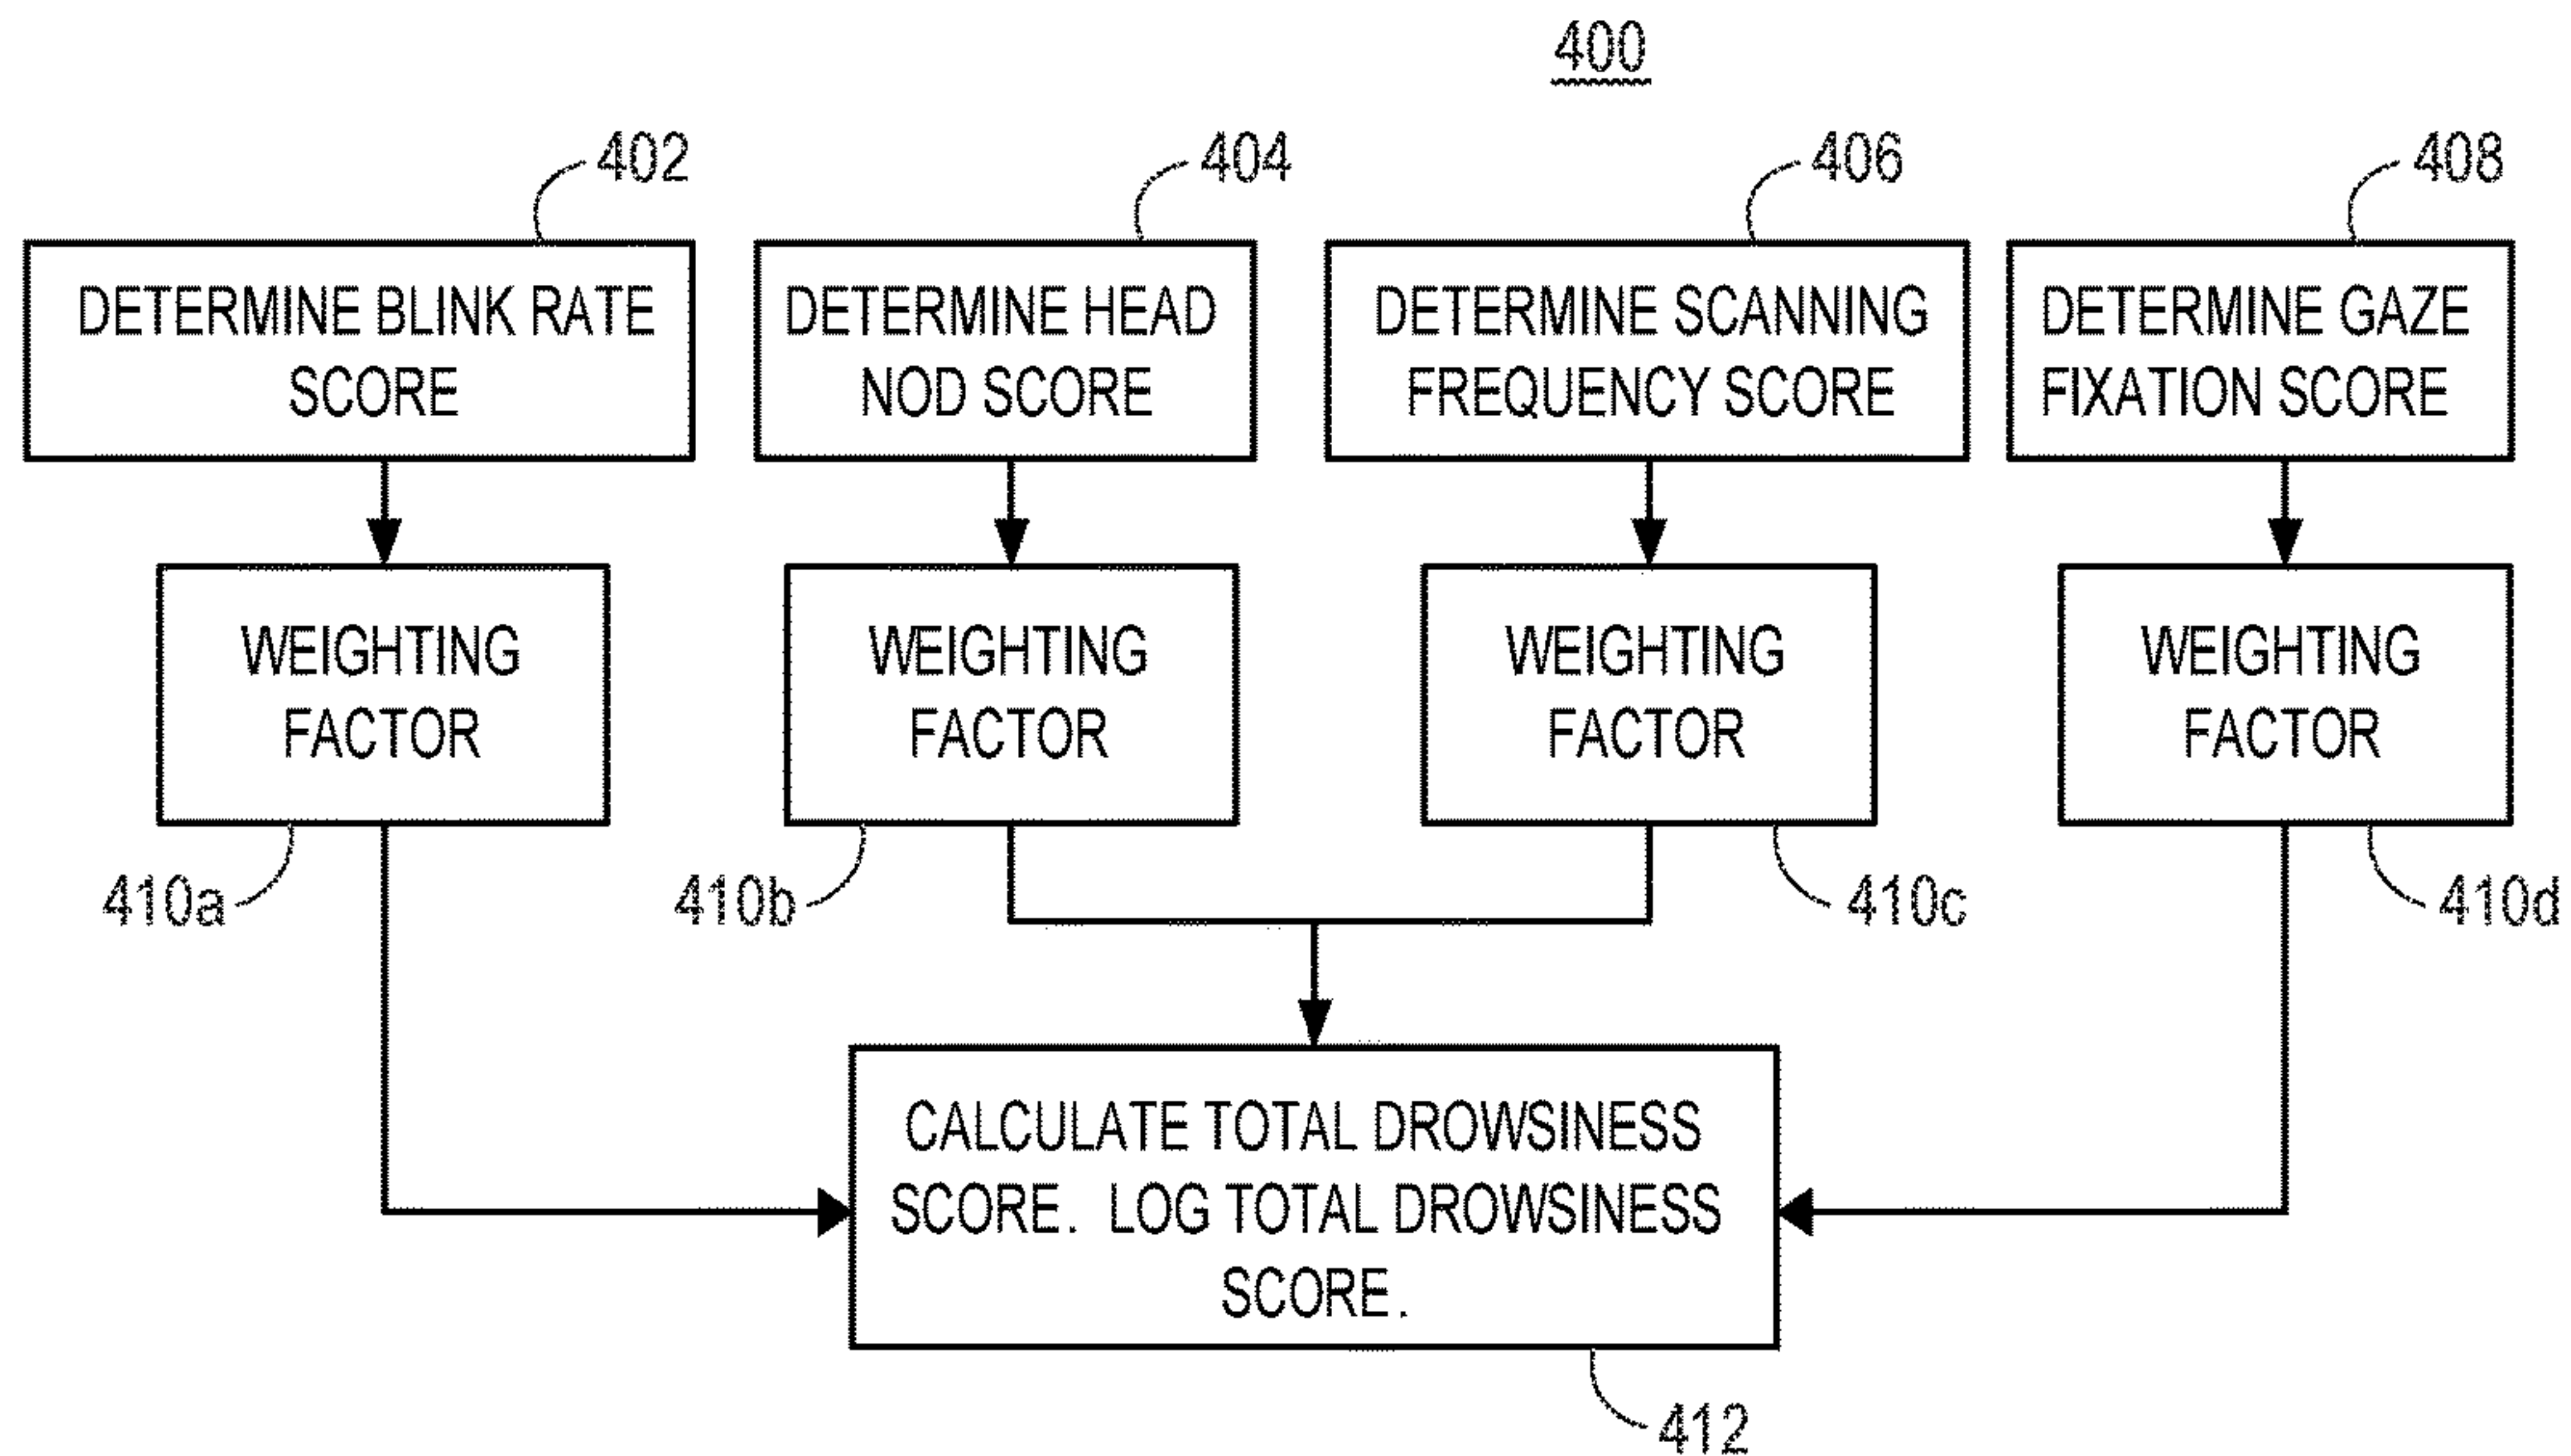 400
402
404
406
408
DETERMINE BLINK RATE
SCORE
DETERMINE HEAD
NOD SCORE
DETERMINE SCANNING
FREQUENCY SCORE
DETERMINE GAZE
FIXATION SCORE
WEIGHTING
FACTOR
WEIGHTING
FACTOR
WEIGHTING
FACTOR
WEIGHTING
FACTOR
410a
410b
410c
410d
CALCULATE TOTAL DROWSINESS
SCORE. LOG TOTAL DROWSINESS
SCORE.
412